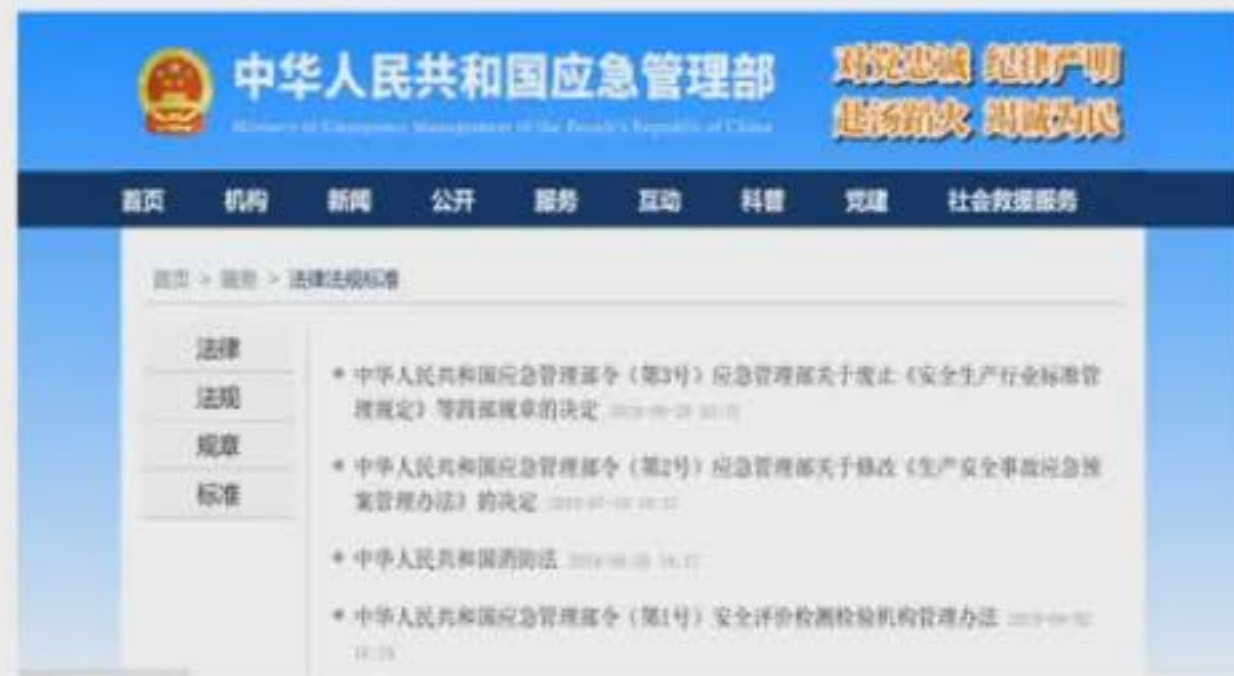 中华人民共和国应急管理部
Ministry of Emergency Management of the People's Republic of China
对党忠诚 纪律严明
赴汤蹈火 竭诚为民
首页 机构 新闻 公开 服务 互动 科普 党建 社会救援服务
首页 > 服务 > 法律法规标准
法律
法规
规章
标准
中华人民共和国应急管理部令(第3号)应急管理部关于废止《安全生产行业标准管
理规定》等四部规章的决定
中华人民共和国应急管理部令(第2号)应急管理部关于修改《生产安全事故应急预
案管理办法》的决定
中华人民共和国消防法
中华人民共和国应急管理部令(第1号)安全评价检测检验机构管理办法